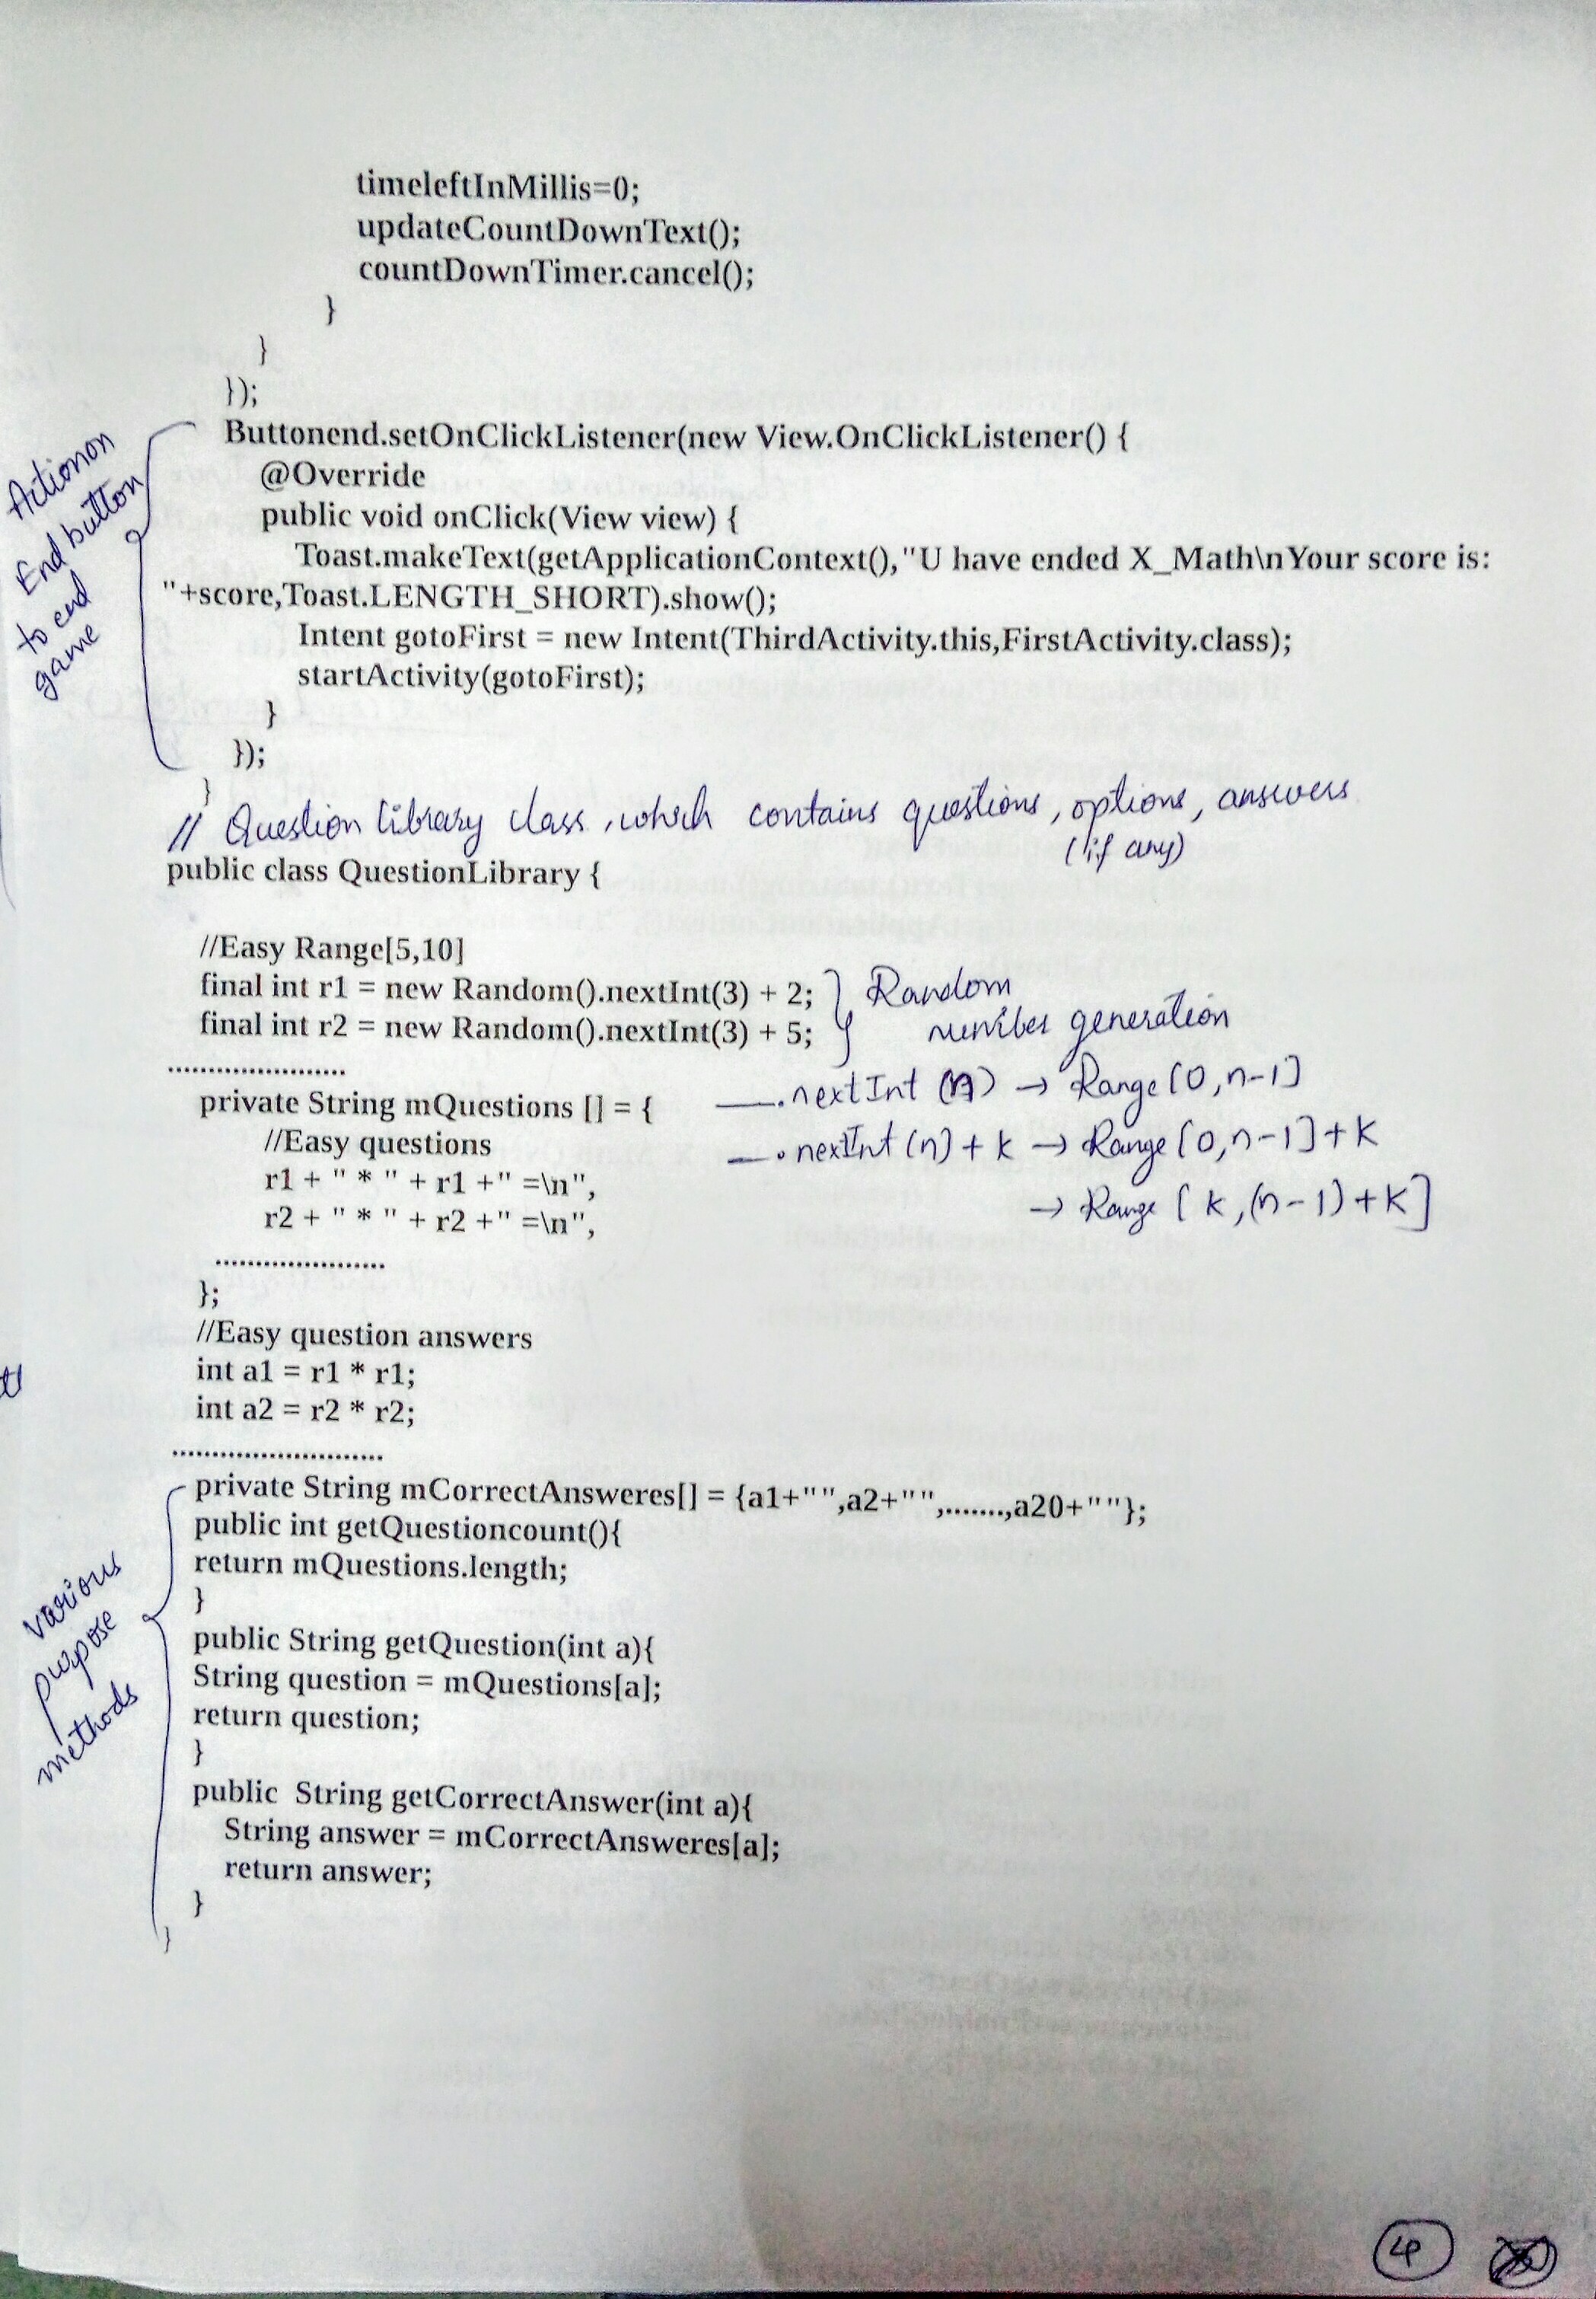 timeleftInMillis=0;
updateCountDownText();
countDownTimer.cancel();
}
}
});
Buttonend.setOnClickListener(new View.OnClickListener() {
@Override
public void onClick(View view) {
Toast.makeText(getApplicationContext(),"U have ended X_Math\nYour score is:
"+score,Toast.LENGTH_SHORT).show();
Intent gotoFirst = new Intent(ThirdActivity.this,FirstActivity.class);
startActivity(gotoFirst);
}
});
}
Action on
End button
to end
game
// Question library class, which contains questions, options, answers
(if any)
public class QuestionLibrary {
//Easy Range[5,10]
final int r1 = new Random().nextInt(3) + 2;
final int r2 = new Random().nextInt(3) + 5;
Random
number generation
......................
private String mQuestions [] = {
__.nextInt (n) → Range [0,n-1]
//Easy questions
__.nextInt (n) + k → Range [0,n-1]+k
r1 + " * " + r1 +" =\n",
→ Range [k,(n-1)+k]
r2 + " * " + r2 +" =\n",
.....................
};
//Easy question answers
int a1 = r1 * r1;
int a2 = r2 * r2;
..........................
private String mCorrectAnsweres[] = {a1+"",a2+"",.......,a20+""};
public int getQuestioncount(){
return mQuestions.length;
}
public String getQuestion(int a){
String question = mQuestions[a];
return question;
}
public String getCorrectAnswer(int a){
String answer = mCorrectAnsweres[a];
return answer;
}
}
various
purpose
methods
4